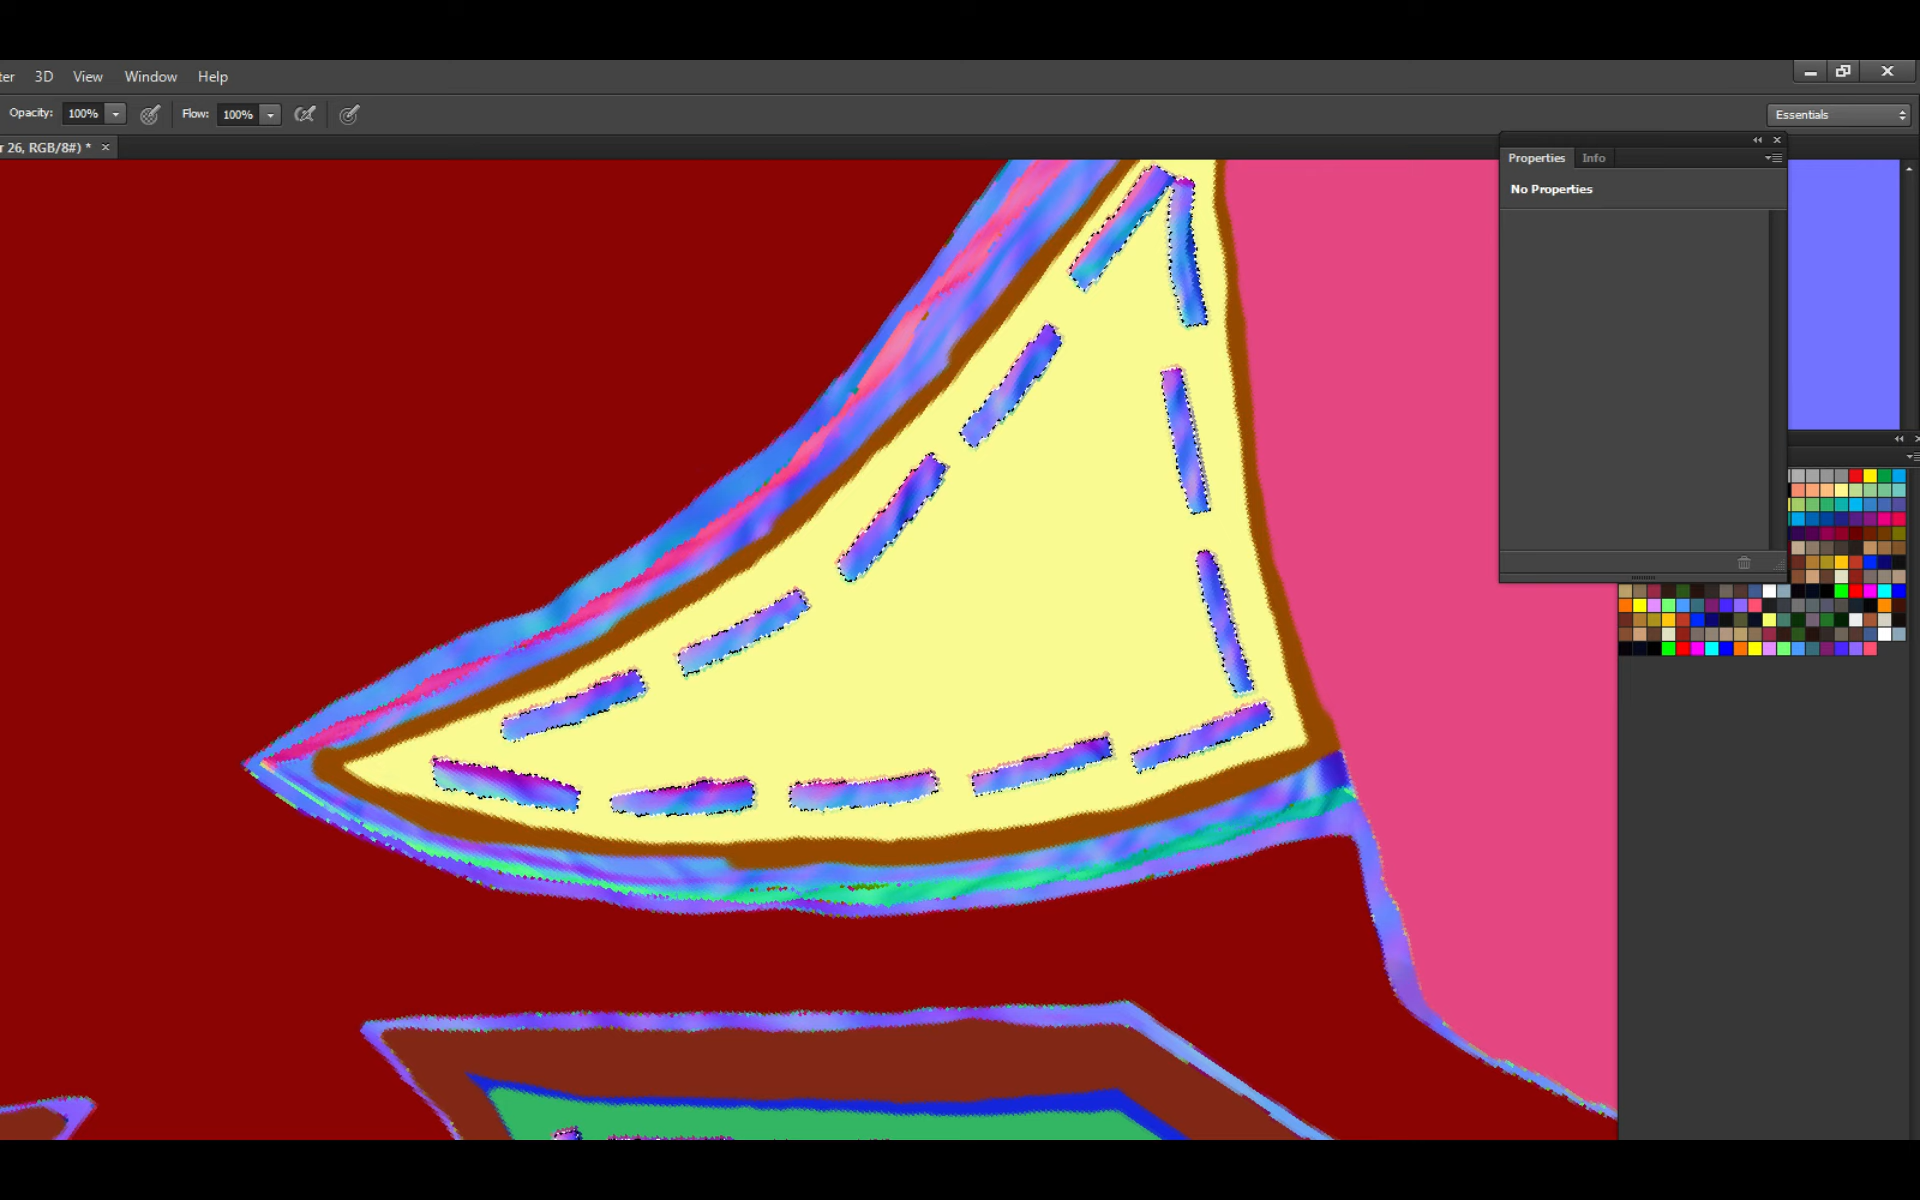 ter 3D View Window Help
Opacity: 100% Flow: 100% Essentials
r 26, RGB/8#) * ×
Properties Info
No Properties